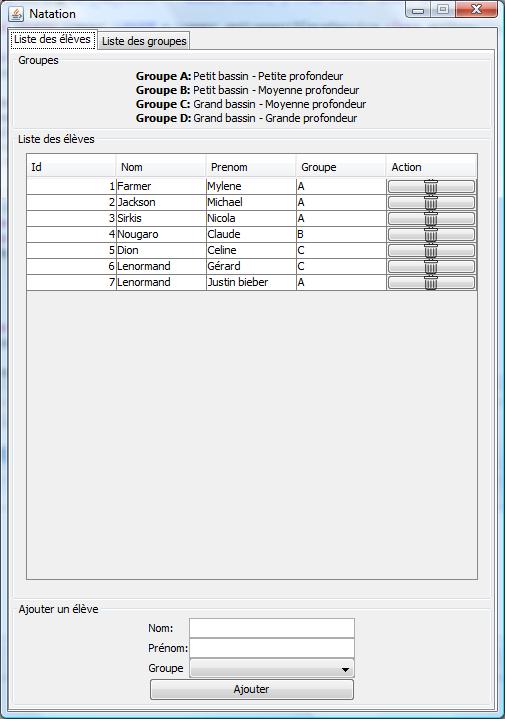 Natation
Liste des élèves Liste des groupes
Groupes
Groupe A: Petit bassin - Petite profondeur
Groupe B: Petit bassin - Moyenne profondeur
Groupe C: Grand bassin - Moyenne profondeur
Groupe D: Grand bassin - Grande profondeur
Liste des élèves
Id Nom Prenom Groupe Action
1 Farmer Mylene A
2 Jackson Michael A
3 Sirkis Nicola A
4 Nougaro Claude B
5 Dion Celine C
6 Lenormand Gérard C
7 Lenormand Justin bieber A
Ajouter un élève
Nom:
Prénom:
Groupe
Ajouter